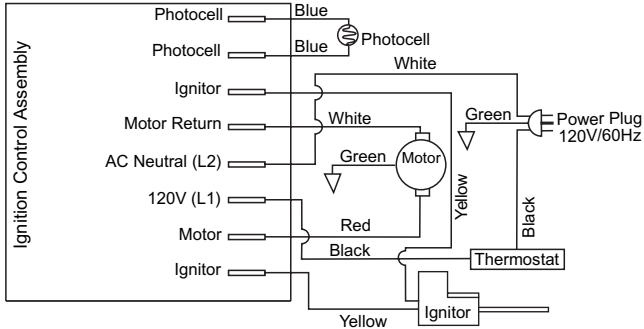 Ignition Control Assembly
Photocell
Blue
Photocell
Blue
Photocell
Ignitor
White
Motor Return
White
Green
Power Plug
120V/60Hz
AC Neutral (L2)
Green
Motor
120V (L1)
Yellow
Black
Motor
Red
Black
Thermostat
Ignitor
Yellow
Ignitor